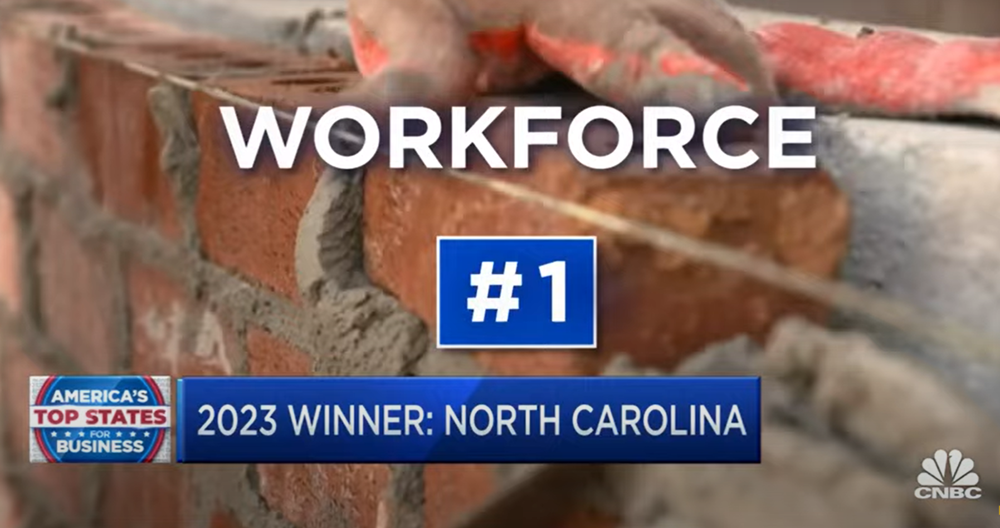 WORKFORCE
#1
AMERICA'S
TOP STATES
FOR
BUSINESS
2023 WINNER: NORTH CAROLINA
CNBC